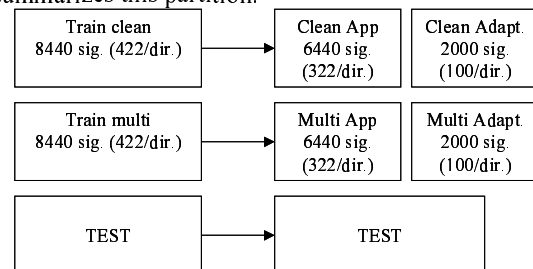 summarizes this partition.
Train clean
8440 sig. (422/dir.)
Clean App
6440 sig.
(322/dir.)
Clean Adapt.
2000 sig.
(100/dir.)
Train multi
8440 sig. (422/dir.)
Multi App
6440 sig.
(322/dir.)
Multi Adapt.
2000 sig.
(100/dir.)
TEST
TEST